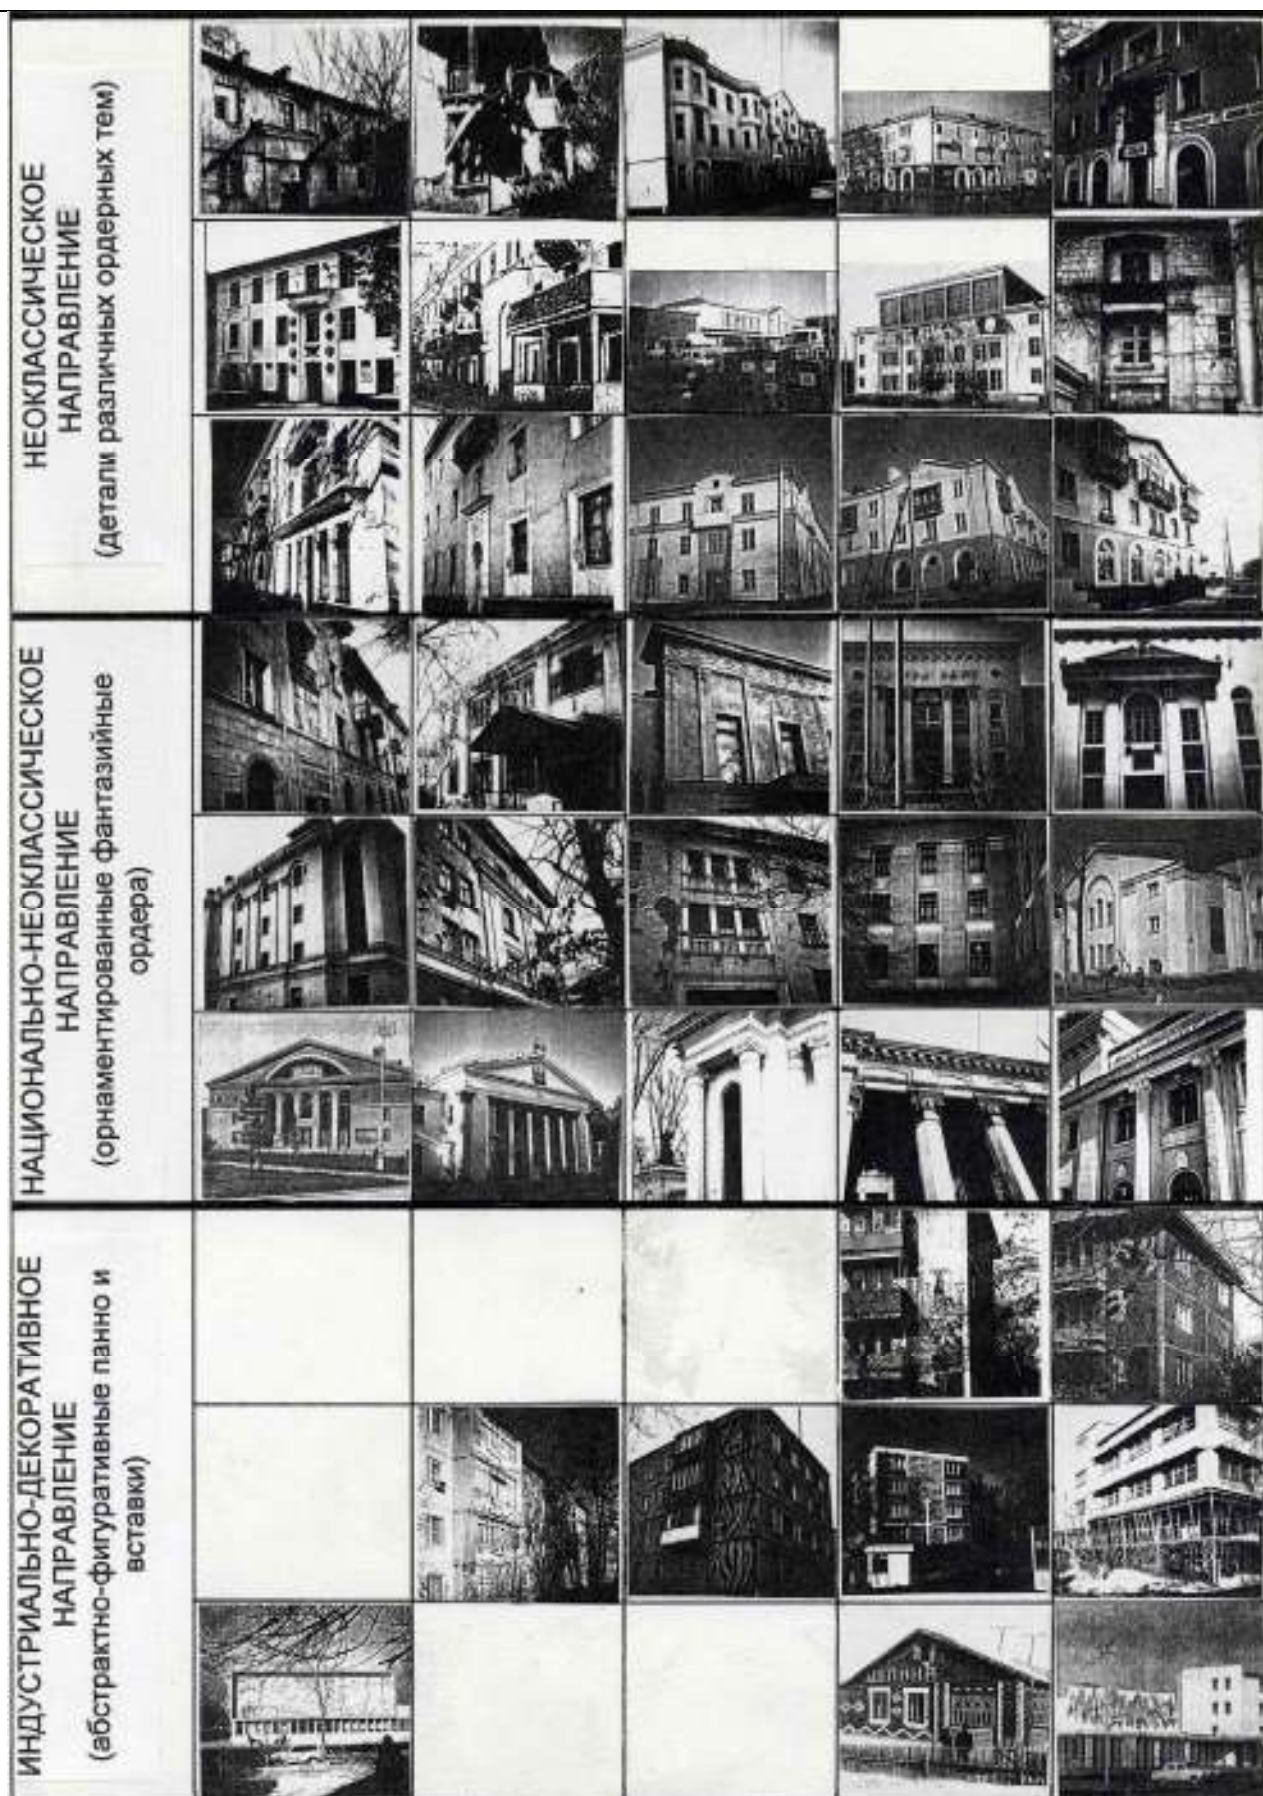 НЕОКЛАССИЧЕСКОЕ
НАПРАВЛЕНИЕ
(детали различных ордерных тем)
НАЦИОНАЛЬНО-НЕОКЛАССИЧЕСКОЕ
НАПРАВЛЕНИЕ
(орнаментированные фантазийные
ордера)
ИНДУСТРИАЛЬНО-ДЕКОРАТИВНОЕ
НАПРАВЛЕНИЕ
(абстрактно-фигуративные панно и
вставки)